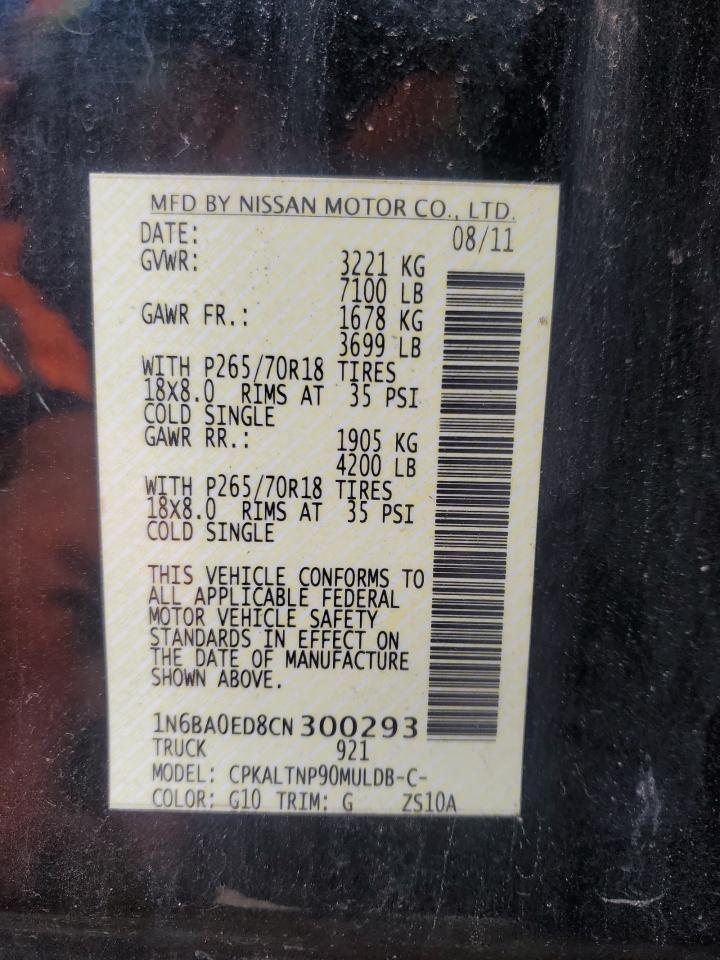 MFD BY NISSAN MOTOR CO., LTD.
DATE: 08/11
GVWR: 3221 KG
7100 LB
GAWR FR.: 1678 KG
3699 LB
WITH P265/70R18 TIRES
18X8.0 RIMS AT 35 PSI
COLD SINGLE
GAWR RR.: 1905 KG
4200 LB
WITH P265/70R18 TIRES
18X8.0 RIMS AT 35 PSI
COLD SINGLE
THIS VEHICLE CONFORMS TO
ALL APPLICABLE FEDERAL
MOTOR VEHICLE SAFETY
STANDARDS IN EFFECT ON
THE DATE OF MANUFACTURE
SHOWN ABOVE.
1N6BA0ED8CN300293
TRUCK 921
MODEL: CPKALTNP90MULDB-C-
COLOR: G10 TRIM: G ZS10A